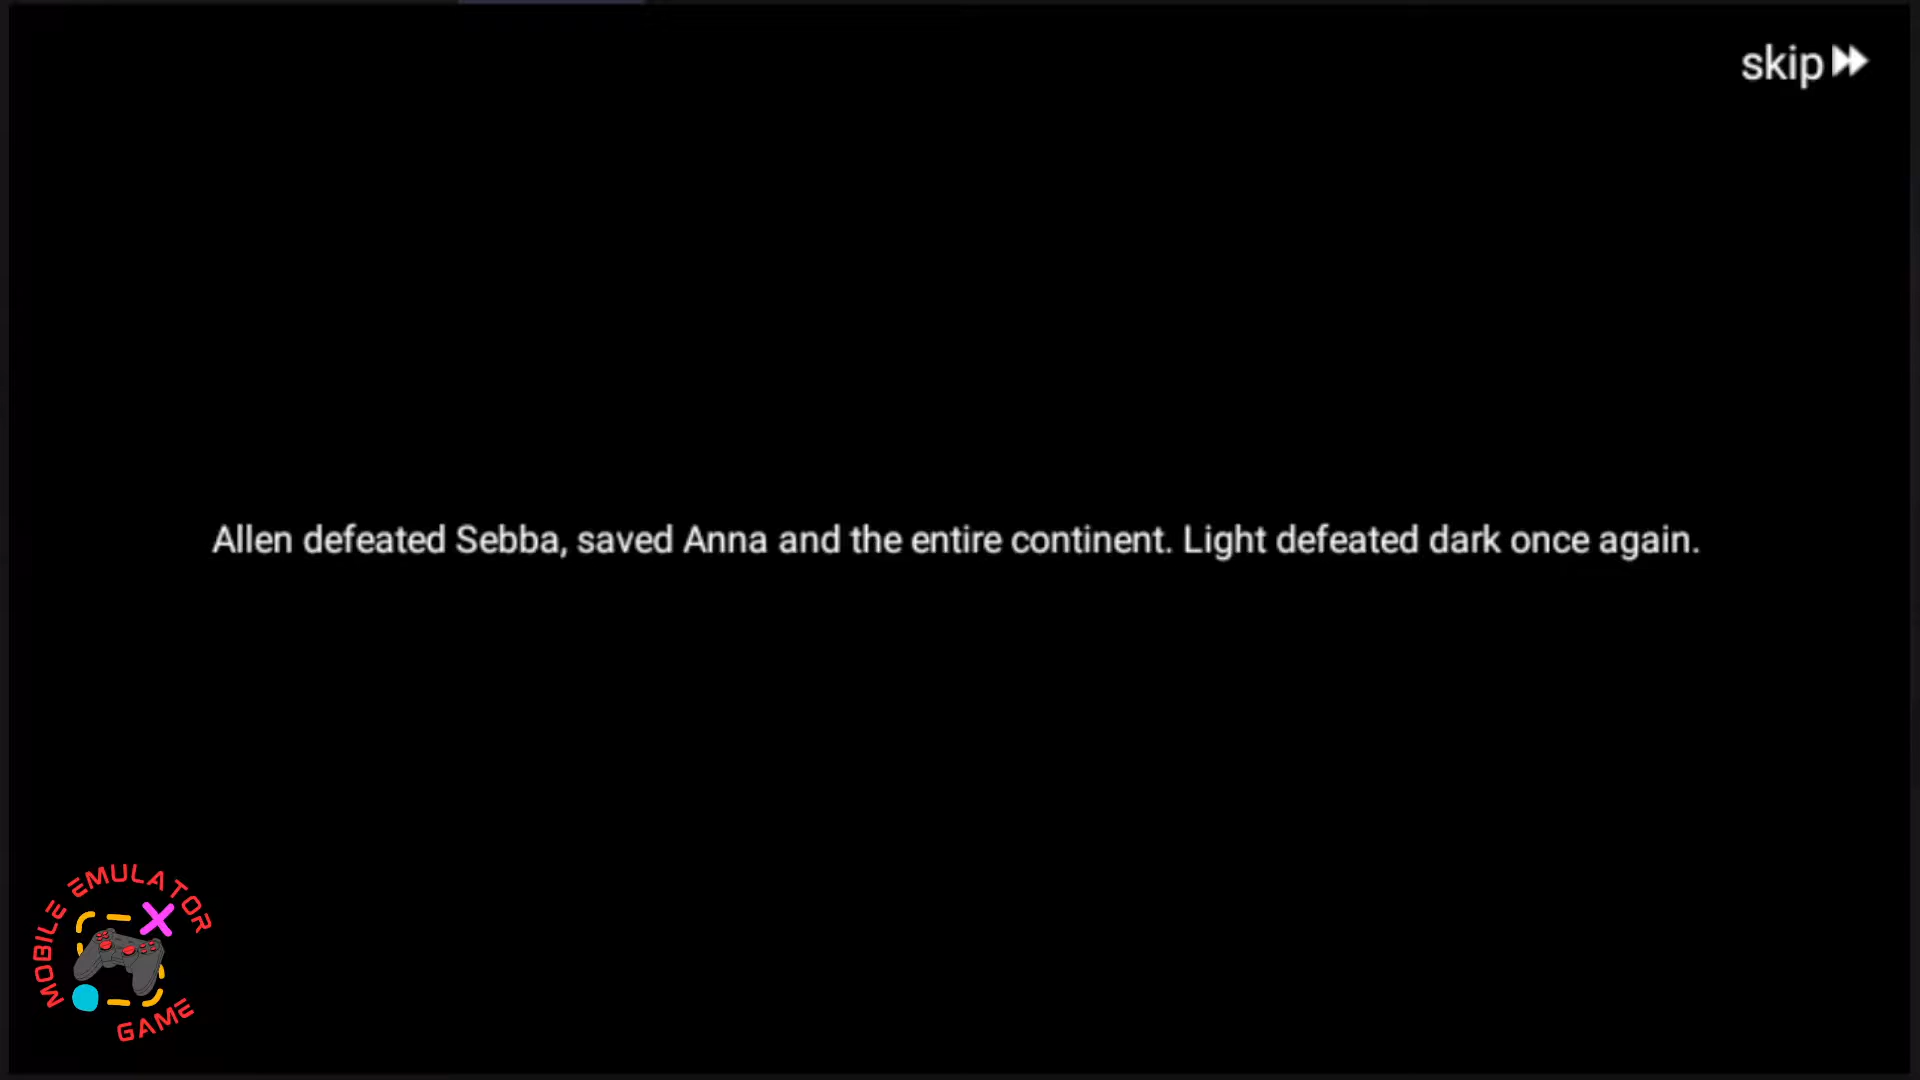 skip
Allen defeated Sebba, saved Anna and the entire continent. Light defeated dark once again.
MOBILE EMULATOR
GAME